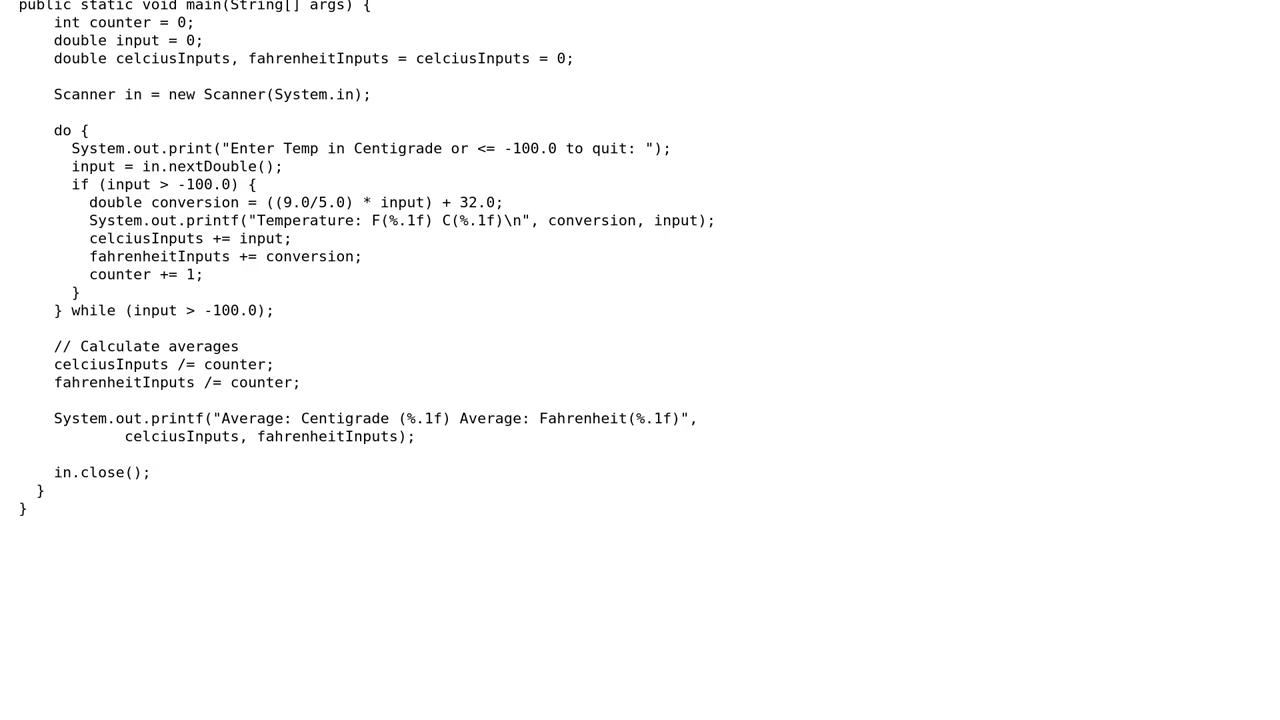 public static void main(String[] args) {
    int counter = 0;
    double input = 0;
    double celciusInputs, fahrenheitInputs = celciusInputs = 0;

    Scanner in = new Scanner(System.in);

    do {
      System.out.print("Enter Temp in Centigrade or <= -100.0 to quit: ");
      input = in.nextDouble();
      if (input > -100.0) {
        double conversion = ((9.0/5.0) * input) + 32.0;
        System.out.printf("Temperature: F(%.1f) C(%.1f)\n", conversion, input);
        celciusInputs += input;
        fahrenheitInputs += conversion;
        counter += 1;
      }
    } while (input > -100.0);

    // Calculate averages
    celciusInputs /= counter;
    fahrenheitInputs /= counter;

    System.out.printf("Average: Centigrade (%.1f) Average: Fahrenheit(%.1f)",
            celciusInputs, fahrenheitInputs);

    in.close();
  }
}